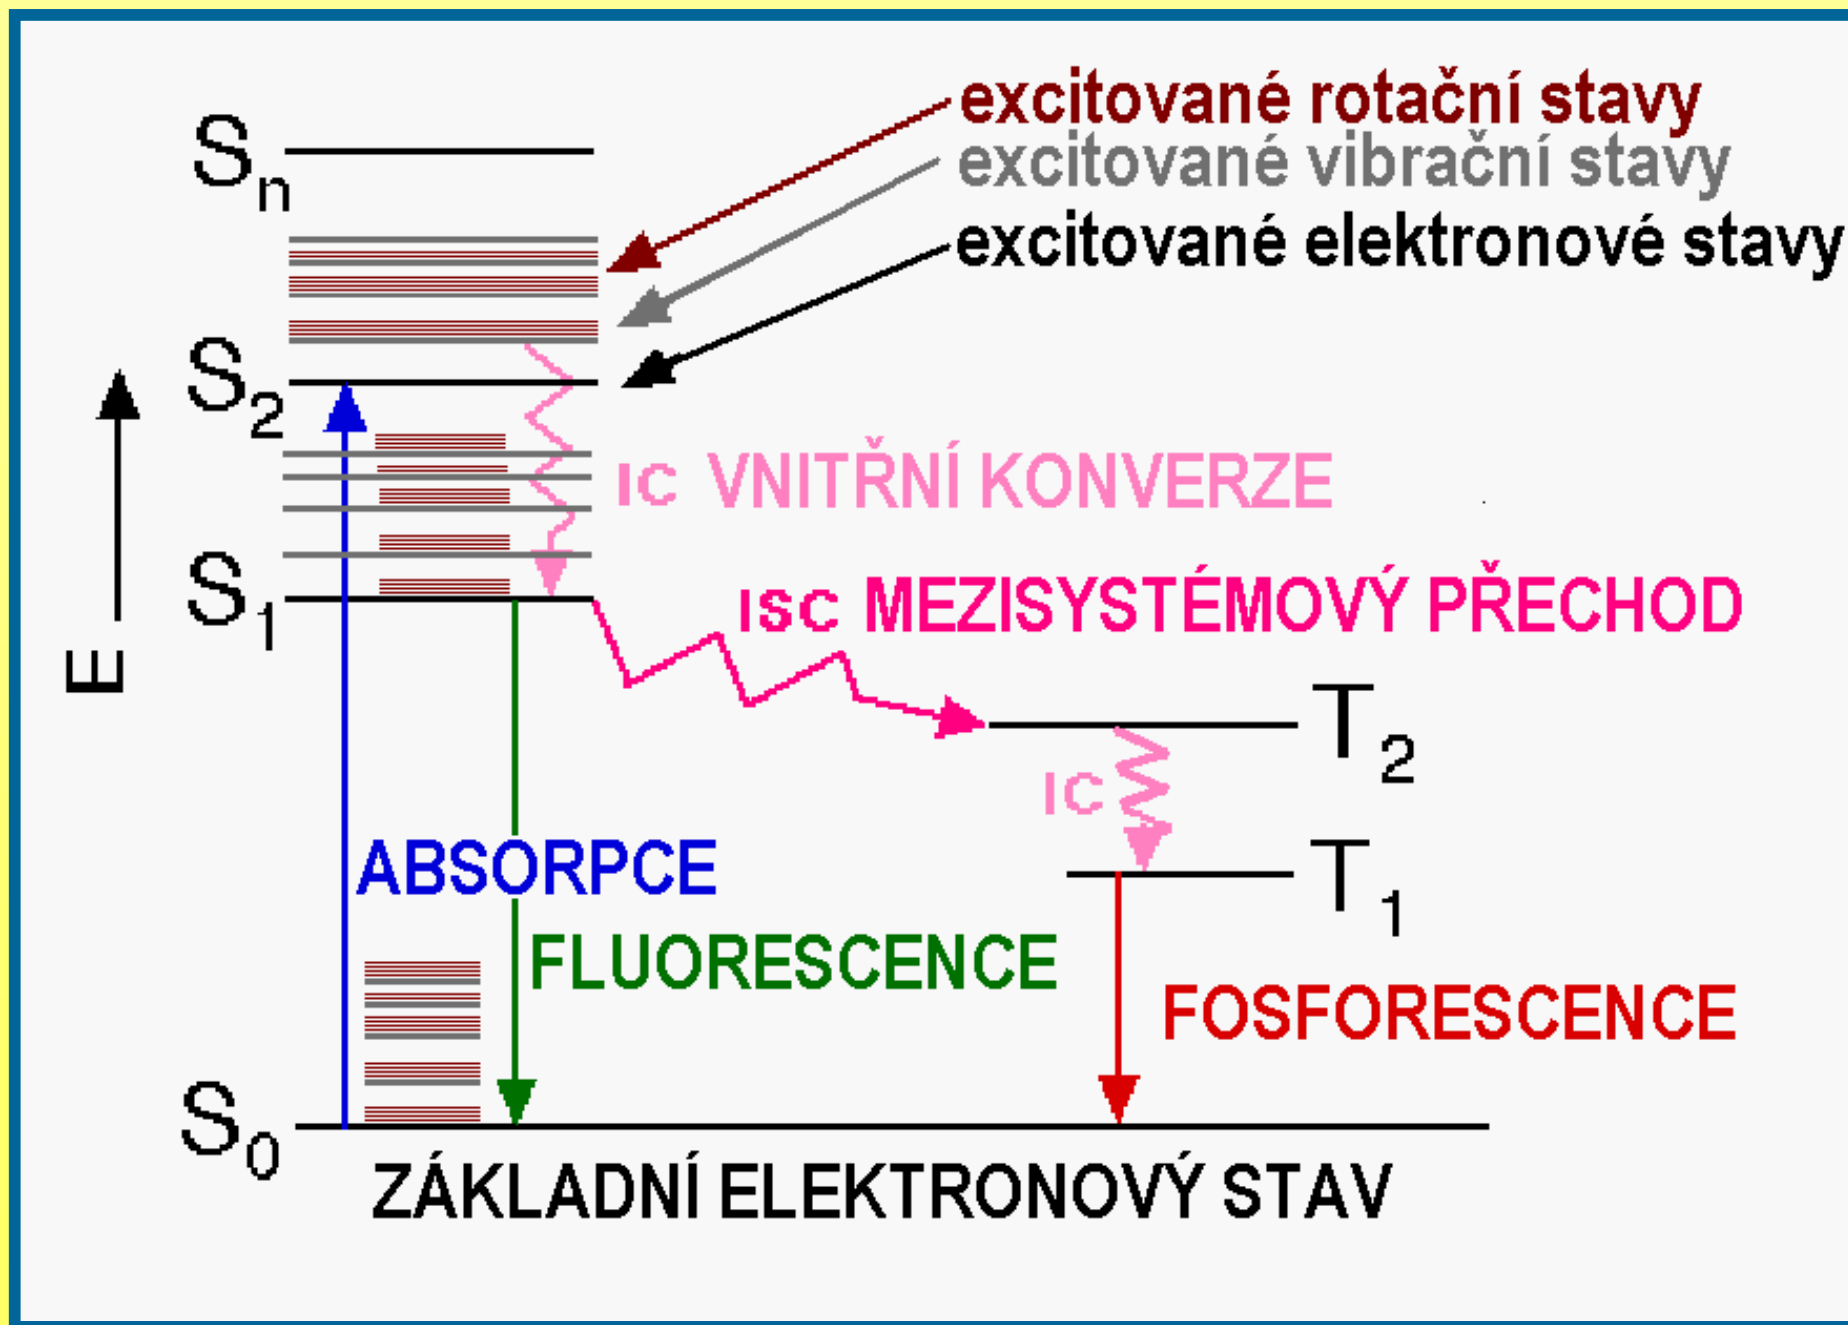 excitované rotační stavy
excitované vibrační stavy
excitované elektronové stavy
Sn
S2
E
IC VNITŘNÍ KONVERZE
S1
ISC MEZISYSTÉMOVÝ PŘECHOD
T2
IC
T1
ABSORPCE
FLUORESCENCE
FOSFORESCENCE
S0
ZÁKLADNÍ ELEKTRONOVÝ STAV